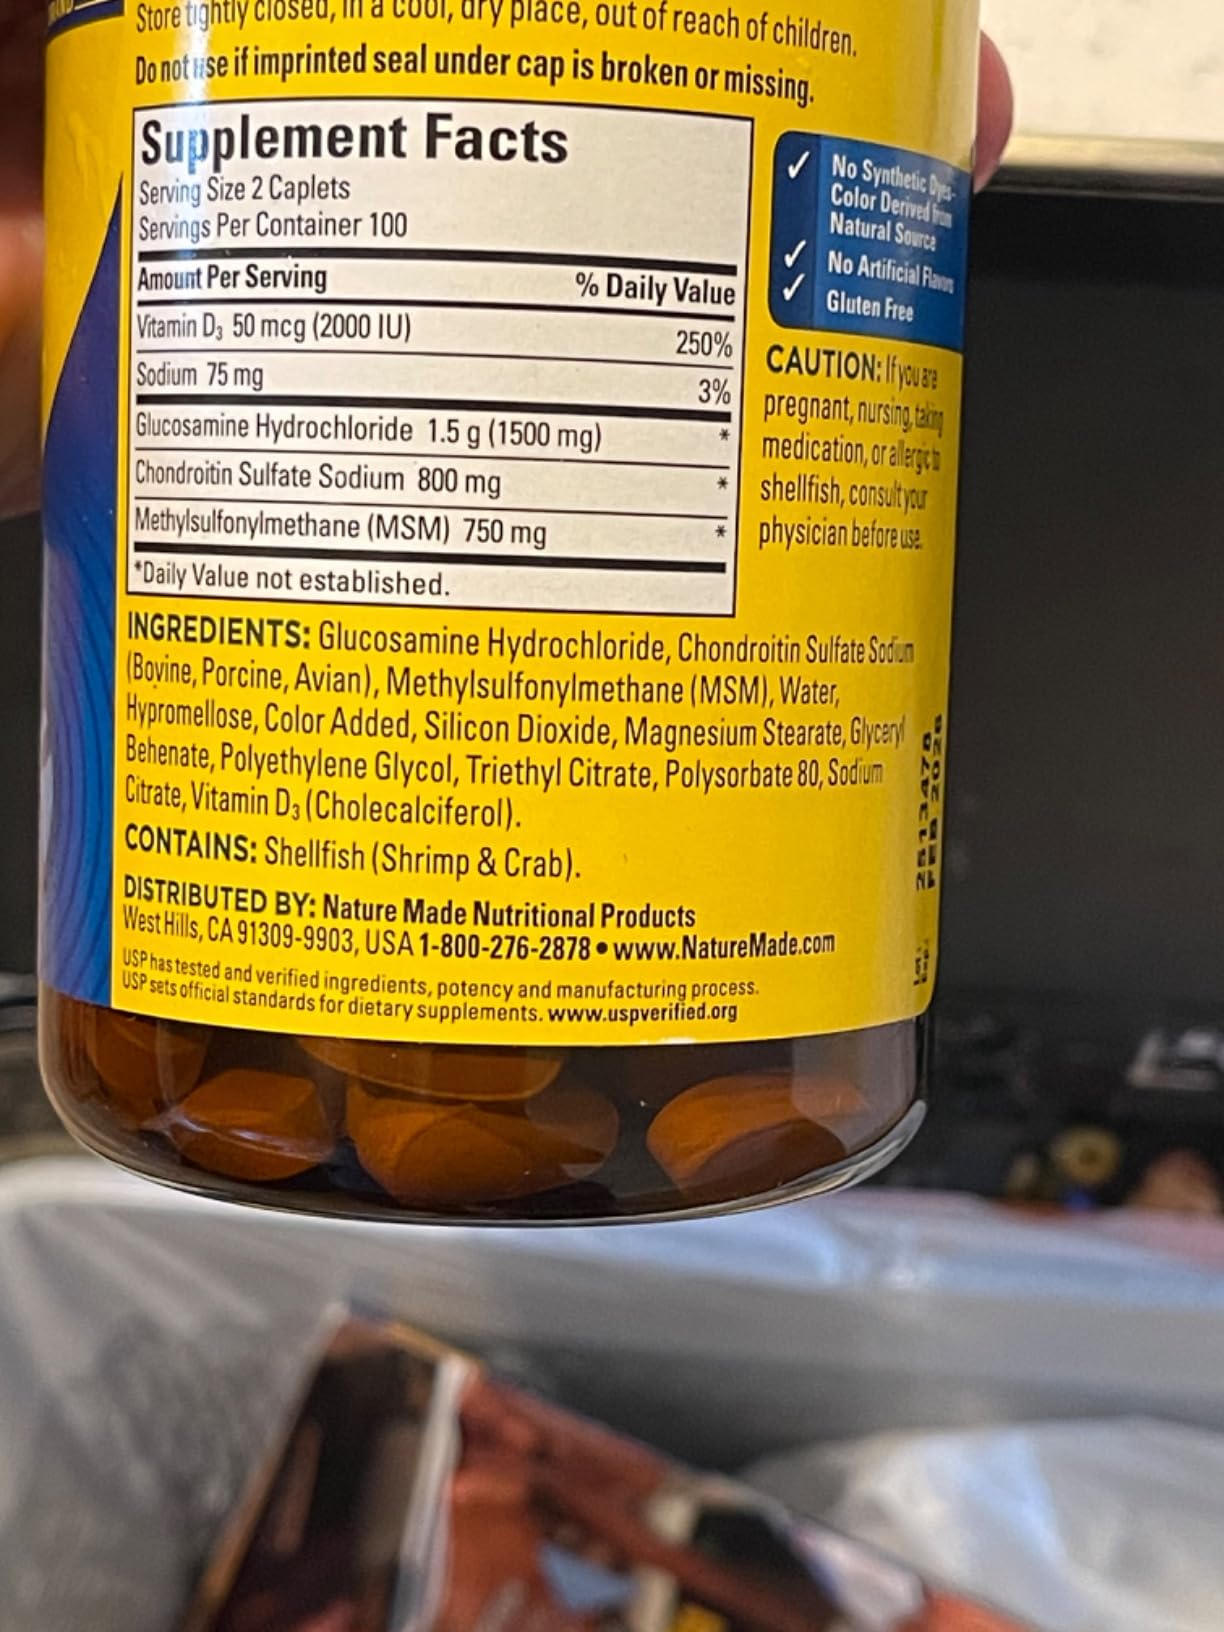 Store tightly closed, in a cool, dry place, out of reach of children.
Do not use if imprinted seal under cap is broken or missing.
Supplement Facts
Serving Size 2 Caplets
Servings Per Container 100
Amount Per Serving % Daily Value
Vitamin D₃ 50 mcg (2000 IU) 250%
Sodium 75 mg 3%
Glucosamine Hydrochloride 1.5 g (1500 mg) *
Chondroitin Sulfate Sodium 800 mg *
Methylsulfonylmethane (MSM) 750 mg *
*Daily Value not established.
✓ No Synthetic Dyes-
Color Derived from
Natural Source
✓ No Artificial Flavors
✓ Gluten Free
CAUTION: If you are
pregnant, nursing, taking
medication, or allergic to
shellfish, consult your
physician before use.
INGREDIENTS: Glucosamine Hydrochloride, Chondroitin Sulfate Sodium
(Bovine, Porcine, Avian), Methylsulfonylmethane (MSM), Water,
Hypromellose, Color Added, Silicon Dioxide, Magnesium Stearate, Glyceryl
Behenate, Polyethylene Glycol, Triethyl Citrate, Polysorbate 80, Sodium
Citrate, Vitamin D₃ (Cholecalciferol).
CONTAINS: Shellfish (Shrimp & Crab).
DISTRIBUTED BY: Nature Made Nutritional Products
West Hills, CA 91309-9903, USA 1-800-276-2878 • www.NatureMade.com
USP has tested and verified ingredients, potency and manufacturing process.
USP sets official standards for dietary supplements. www.uspverified.org
Exp.: FEB 2026